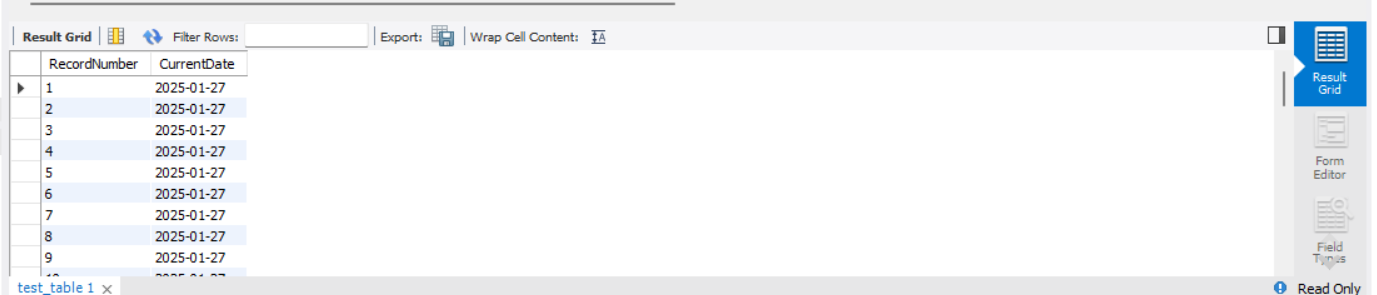 Result Grid Filter Rows: Export: Wrap Cell Content: IA
RecordNumber CurrentDate
1 2025-01-27
2 2025-01-27
3 2025-01-27
4 2025-01-27
5 2025-01-27
6 2025-01-27
7 2025-01-27
8 2025-01-27
9 2025-01-27
test_table 1 ×
Result
Grid
Form
Editor
Field
Types
Read Only